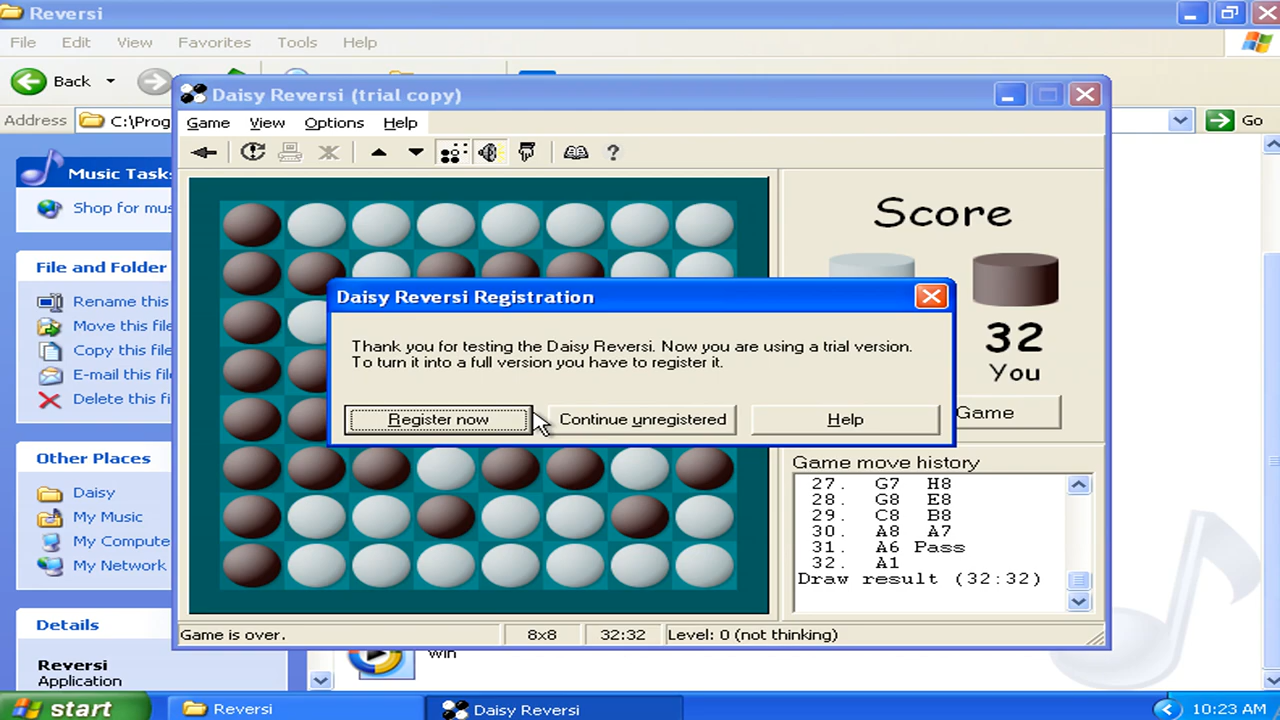 Reversi
File Edit View Favorites Tools Help
Back
Address C:\Prog
Go
Music Task
Shop for mu
File and Folder
Rename this
Move this file
Copy this file
E-mail this fil
Delete this fi
Other Places
Daisy
My Music
My Compute
My Network
Details
Reversi
Application
Daisy Reversi (trial copy)
Game View Options Help
Score
32
You
Game
Game move history
27. G7 H8
28. G8 E8
29. C8 B8
30. A8 A7
31. A6 Pass
32. A1
Draw result (32:32)
Game is over. 8x8 32:32 Level: 0 (not thinking)
Daisy Reversi Registration
Thank you for testing the Daisy Reversi. Now you are using a trial version.
To turn it into a full version you have to register it.
Register now Continue unregistered Help
win
start Reversi Daisy Reversi 10:23 AM